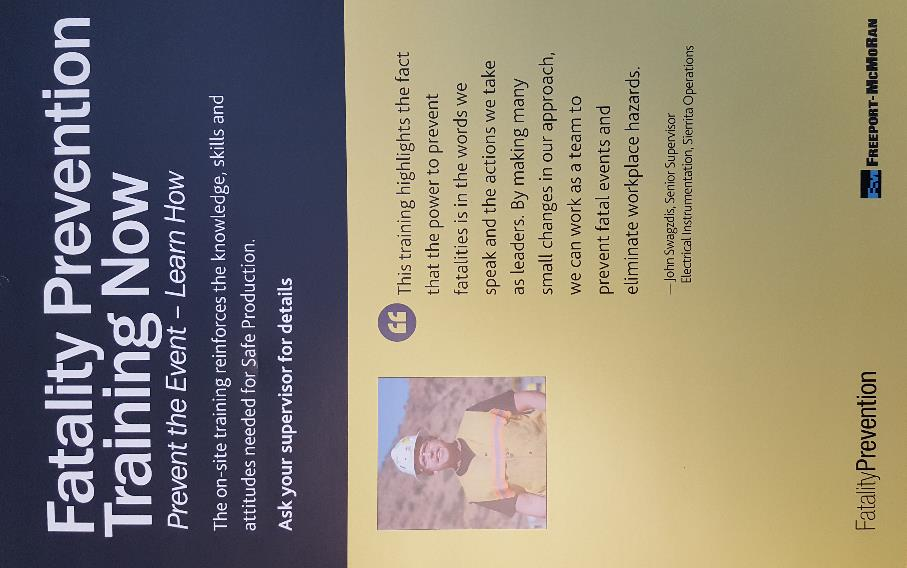 Fatality Prevention
Training Now
Prevent the Event – Learn How
The on-site training reinforces the knowledge, skills and
attitudes needed for Safe Production.
Ask your supervisor for details
This training highlights the fact
that the power to prevent
fatalities is in the words we
speak and the actions we take
as leaders. By making many
small changes in our approach,
we can work as a team to
prevent fatal events and
eliminate workplace hazards.
— John Swagzdis, Senior Supervisor
Electrical Instrumentation, Sierrita Operations
FatalityPrevention
FM FREEPORT-McMoRAN